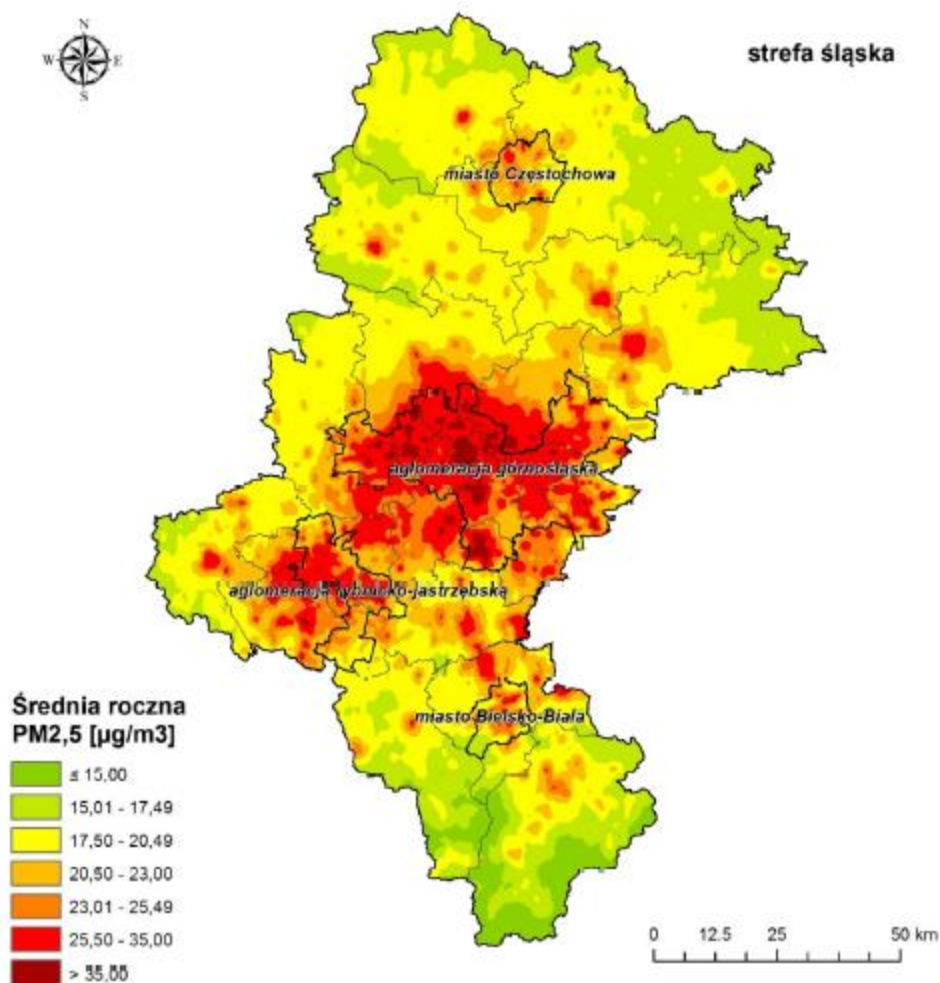 N
W E
S
strefa śląska
miasto Częstochowa
aglomeracja górnośląska
aglomeracja rybnicko-jastrzębska
miasto Bielsko-Biała
Średnia roczna
PM2,5 [µg/m3]
≤ 15,00
15,01 - 17,49
17,50 - 20,49
20,50 - 23,00
23,01 - 25,49
25,50 - 35,00
> 35,00
0 12.5 25 50 km